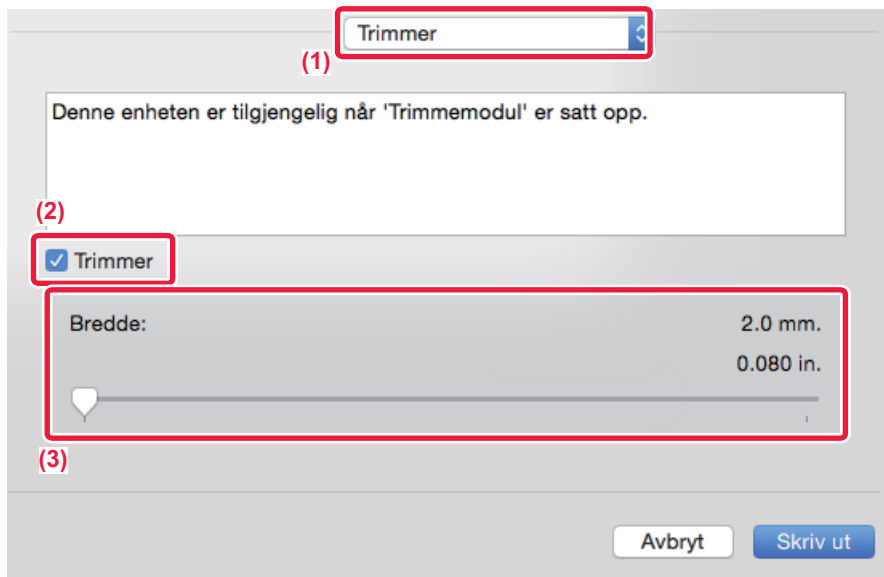 Trimmer
(1)
Denne enheten er tilgjengelig når 'Trimmemodul' er satt opp.
(2)
Trimmer
Bredde: 2.0 mm.
0.080 in.
(3)
Avbryt Skriv ut